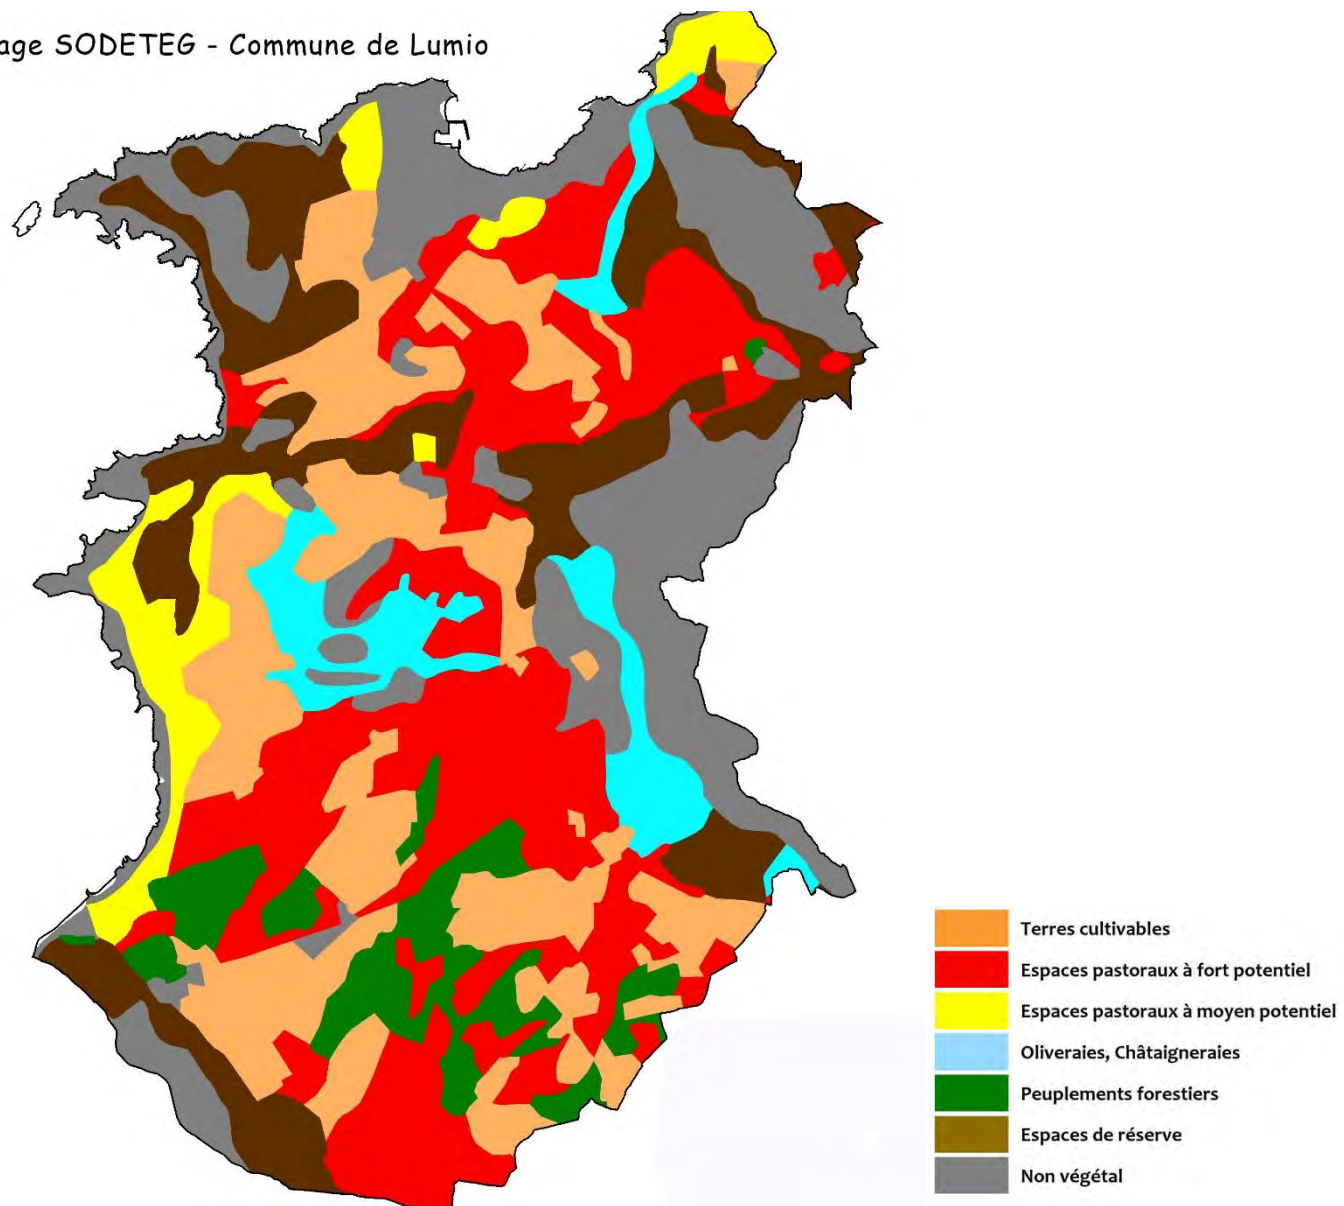 age SODETEG - Commune de Lumio
Terres cultivables
Espaces pastoraux à fort potentiel
Espaces pastoraux à moyen potentiel
Oliveraies, Châtaigneraies
Peuplements forestiers
Espaces de réserve
Non végétal